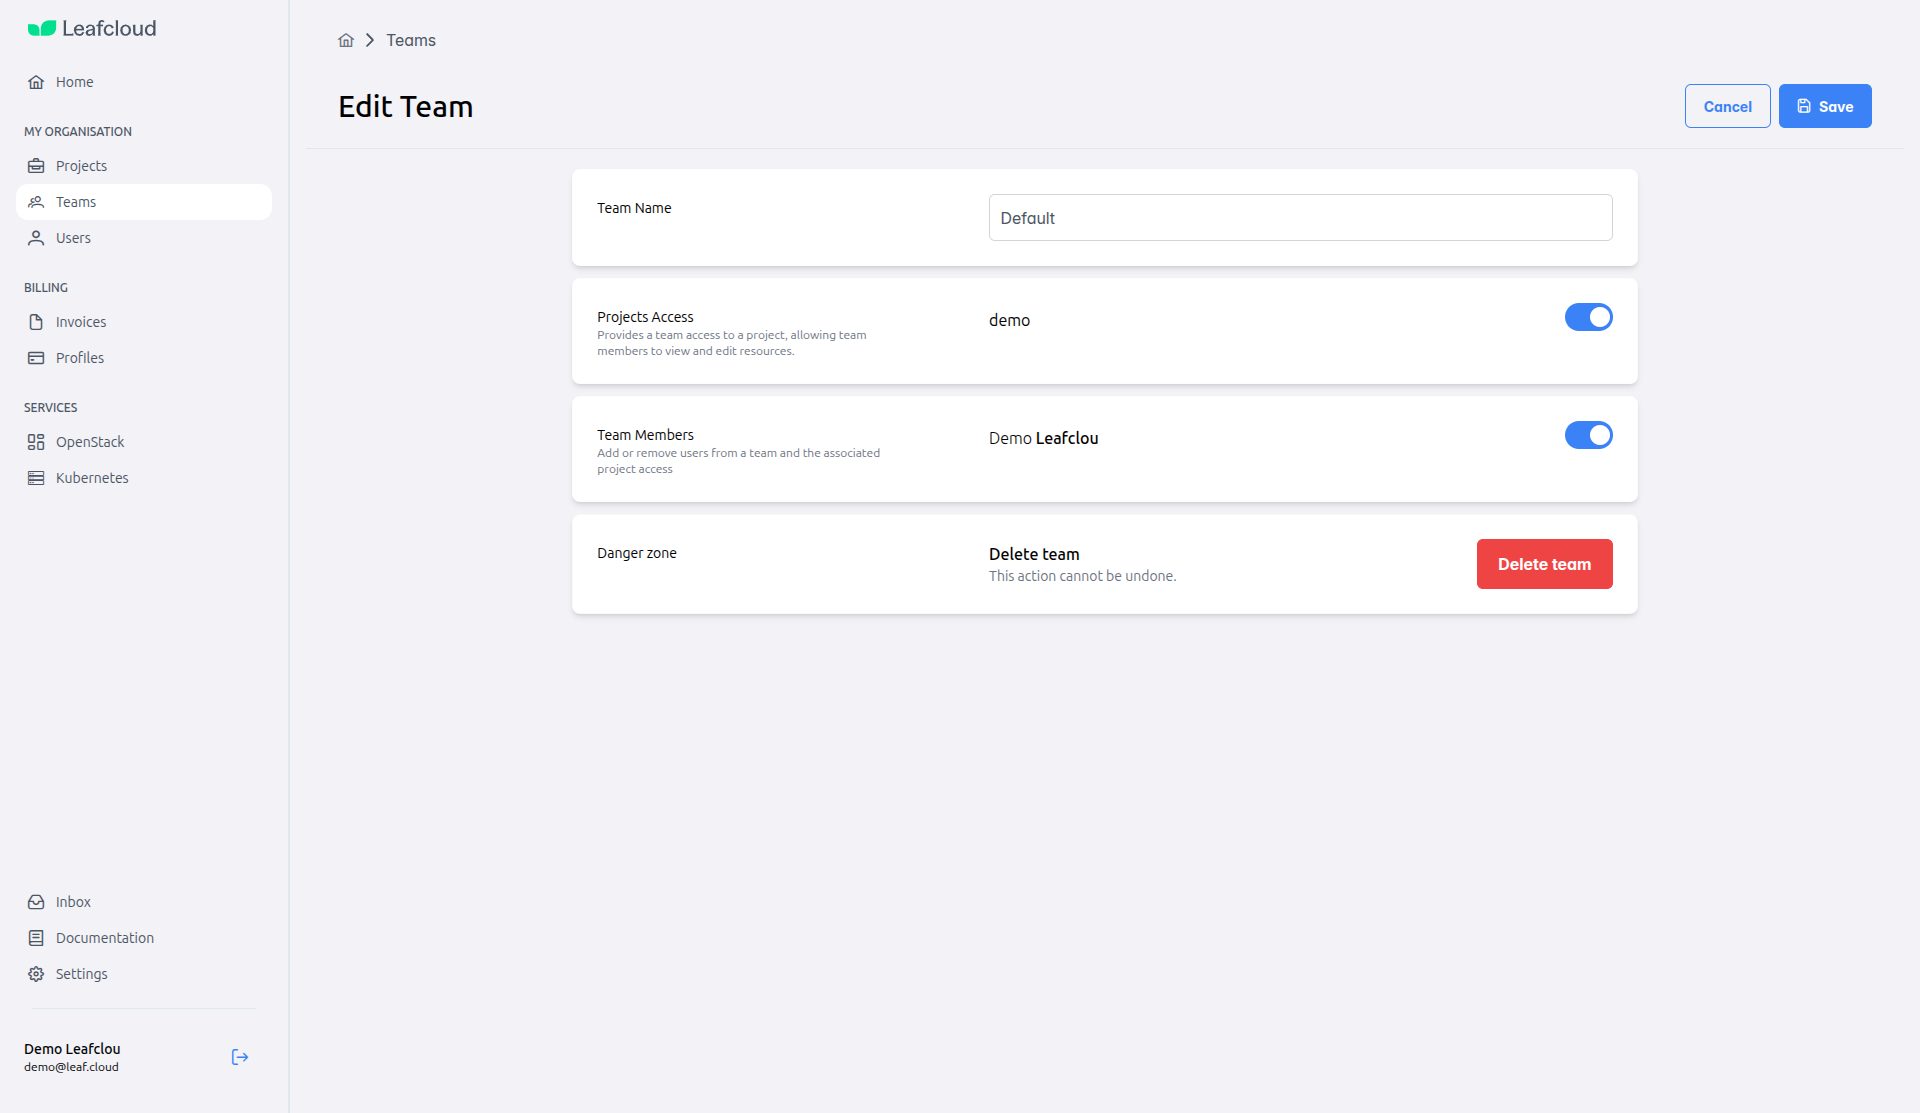 Leafcloud
Home
MY ORGANISATION
Projects
Teams
Users
BILLING
Invoices
Profiles
SERVICES
OpenStack
Kubernetes
Inbox
Documentation
Settings
Demo Leafclou
demo@leaf.cloud
Teams
Edit Team
Cancel
Save
Team Name
Default
Projects Access
Provides a team access to a project, allowing team
members to view and edit resources.
demo
Team Members
Add or remove users from a team and the associated
project access
Demo Leafclou
Danger zone
Delete team
This action cannot be undone.
Delete team